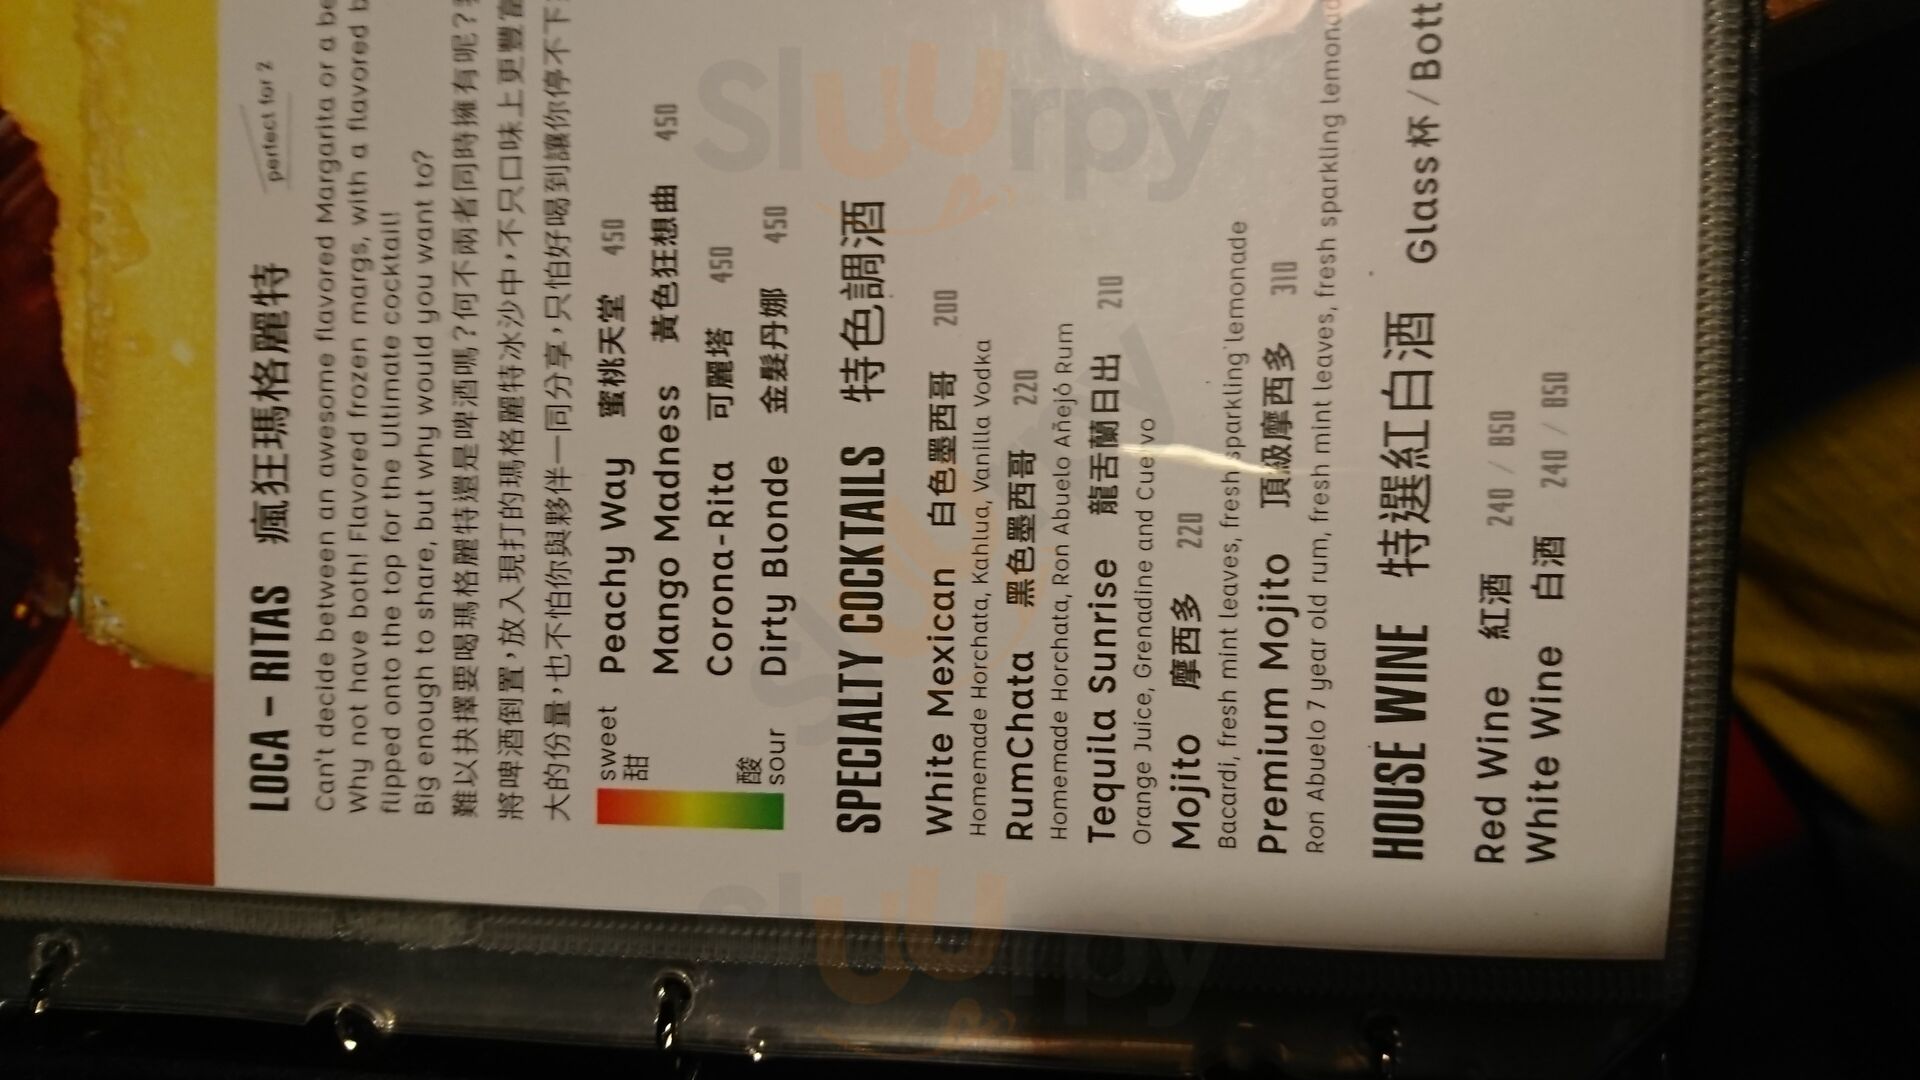 LOCA - RITAS 瘋狂瑪格麗特 perfect for 2
Can't decide between an awesome flavored Margarita or a be
Why not have both! Flavored frozen margs, with a flavored b
flipped onto the top for the Ultimate cocktail!
Big enough to share, but why would you want to?
難以抉擇要喝瑪格麗特還是啤酒嗎？何不兩者同時擁有呢？
將啤酒倒置，放入現打的瑪格麗特冰沙中，不只口味上更豐富
大的份量，也不怕你與夥伴一同分享，只怕好喝到讓你停不下
sweet
甜
酸
sour
Peachy Way 蜜桃天堂 450
Mango Madness 黃色狂想曲 450
Corona-Rita 可麗塔 450
Dirty Blonde 金髮丹娜 450
SPECIALTY COCKTAILS 特色調酒
White Mexican 白色墨西哥 200
Homemade Horchata, Kahlua, Vanilla Vodka
RumChata 黑色墨西哥 220
Homemade Horchata, Ron Abuelo Añejó Rum
Tequila Sunrise 龍舌蘭日出 210
Orange Juice, Grenadine and Cuervo
Mojito 摩西多 220
Bacardi, fresh mint leaves, fresh sparkling lemonade
Premium Mojito 頂級摩西多 310
Ron Abuelo 7 year old rum, fresh mint leaves, fresh sparkling lemonad
HOUSE WINE 特選紅白酒 Glass杯 / Bott
Red Wine 紅酒 240 / 850
White Wine 白酒 240 / 850
Sluurpy
Sluurpy
Sluurpy